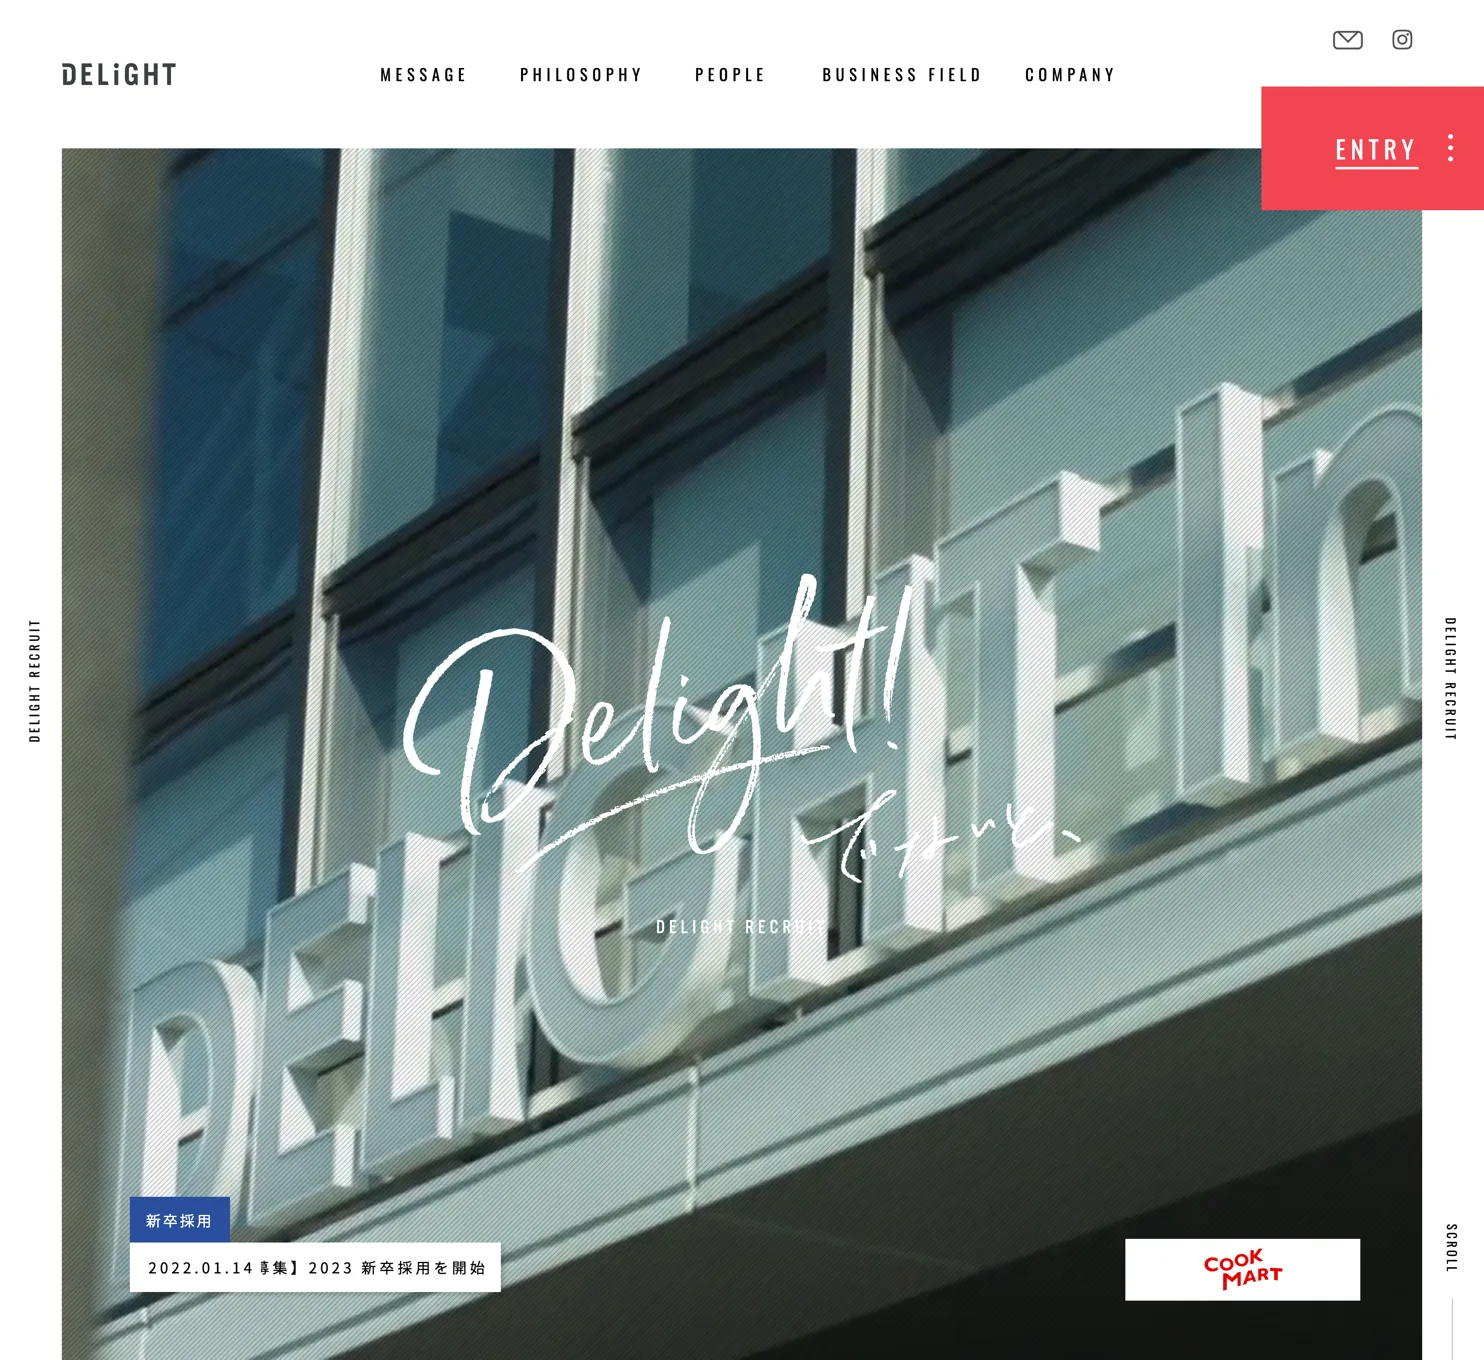 DELiGHT
MESSAGE PHILOSOPHY PEOPLE BUSINESS FIELD COMPANY
ENTRY
DELIGHT RECRUIT
DELIGHT RECRUIT
DELIGHT In
Delight!
でないと、
DELIGHT RECRUIT
新卒採用
2022.01.14 募集】2023 新卒採用を開始
COOK
MART
SCROLL